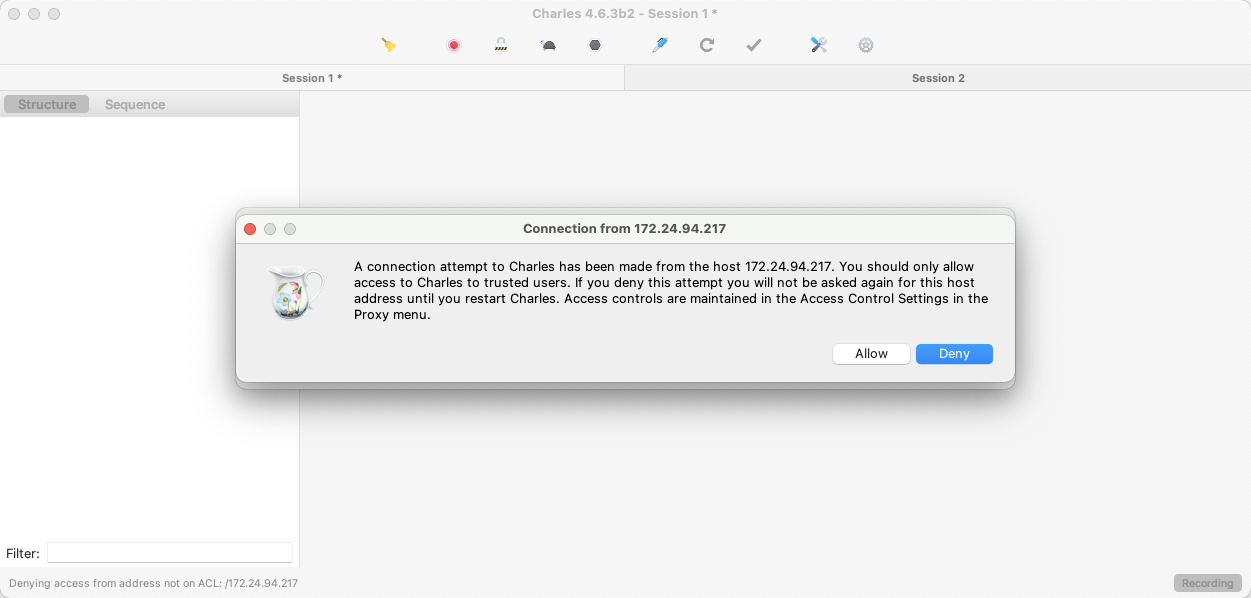 Charles 4.6.3b2 - Session 1 *
Session 1 *
Session 2
Structure
Sequence
Connection from 172.24.94.217
A connection attempt to Charles has been made from the host 172.24.94.217. You should only allow
access to Charles to trusted users. If you deny this attempt you will not be asked again for this host
address until you restart Charles. Access controls are maintained in the Access Control Settings in the
Proxy menu.
Allow
Deny
Filter:
Denying access from address not on ACL: /172.24.94.217
Recording